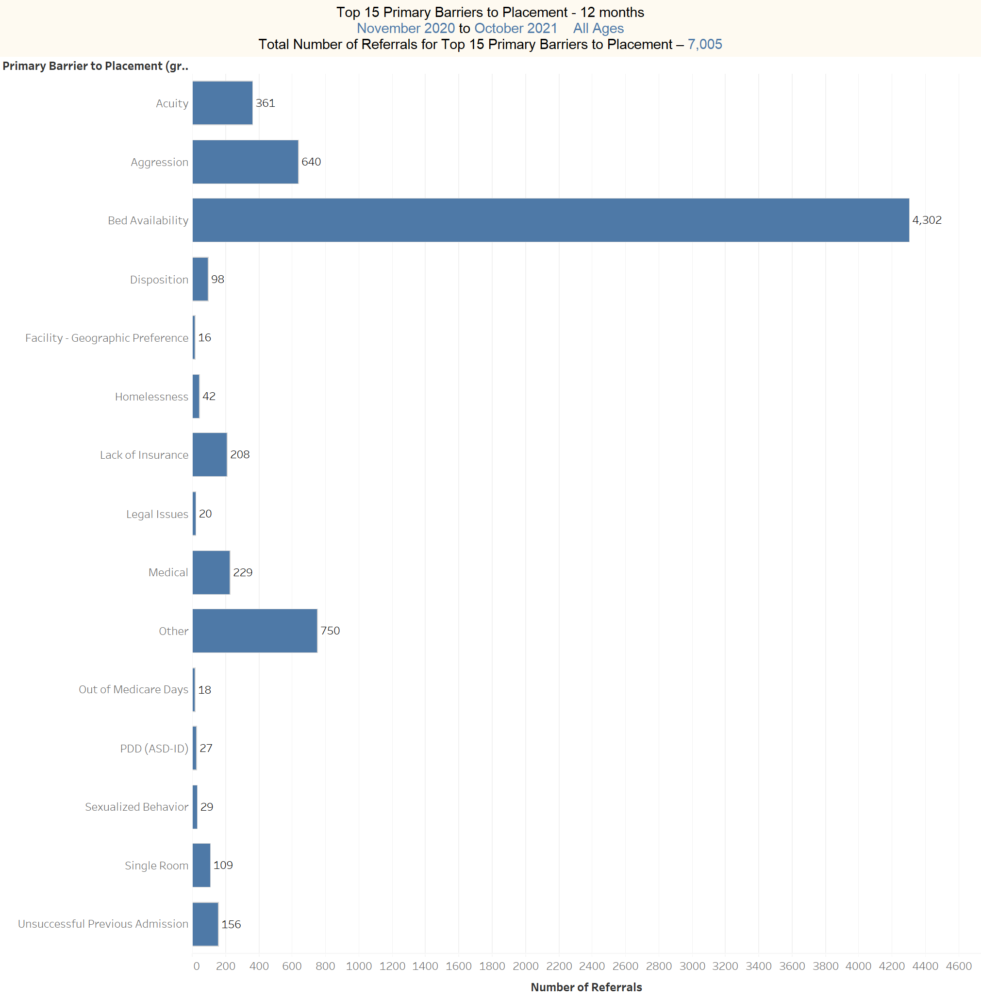 Top 15 Primary Barriers to Placement - 12 months
November 2020 to October 2021 All Ages
Total Number of Referrals for Top 15 Primary Barriers to Placement – 7,005
Primary Barrier to Placement (gr..
Acuity 361
Aggression 640
Bed Availability 4,302
Disposition 98
Facility - Geographic Preference 16
Homelessness 42
Lack of Insurance 208
Legal Issues 20
Medical 229
Other 750
Out of Medicare Days 18
PDD (ASD-ID) 27
Sexualized Behavior 29
Single Room 109
Unsuccessful Previous Admission 156
0 200 400 600 800 1000 1200 1400 1600 1800 2000 2200 2400 2600 2800 3000 3200 3400 3600 3800 4000 4200 4400 4600
Number of Referrals